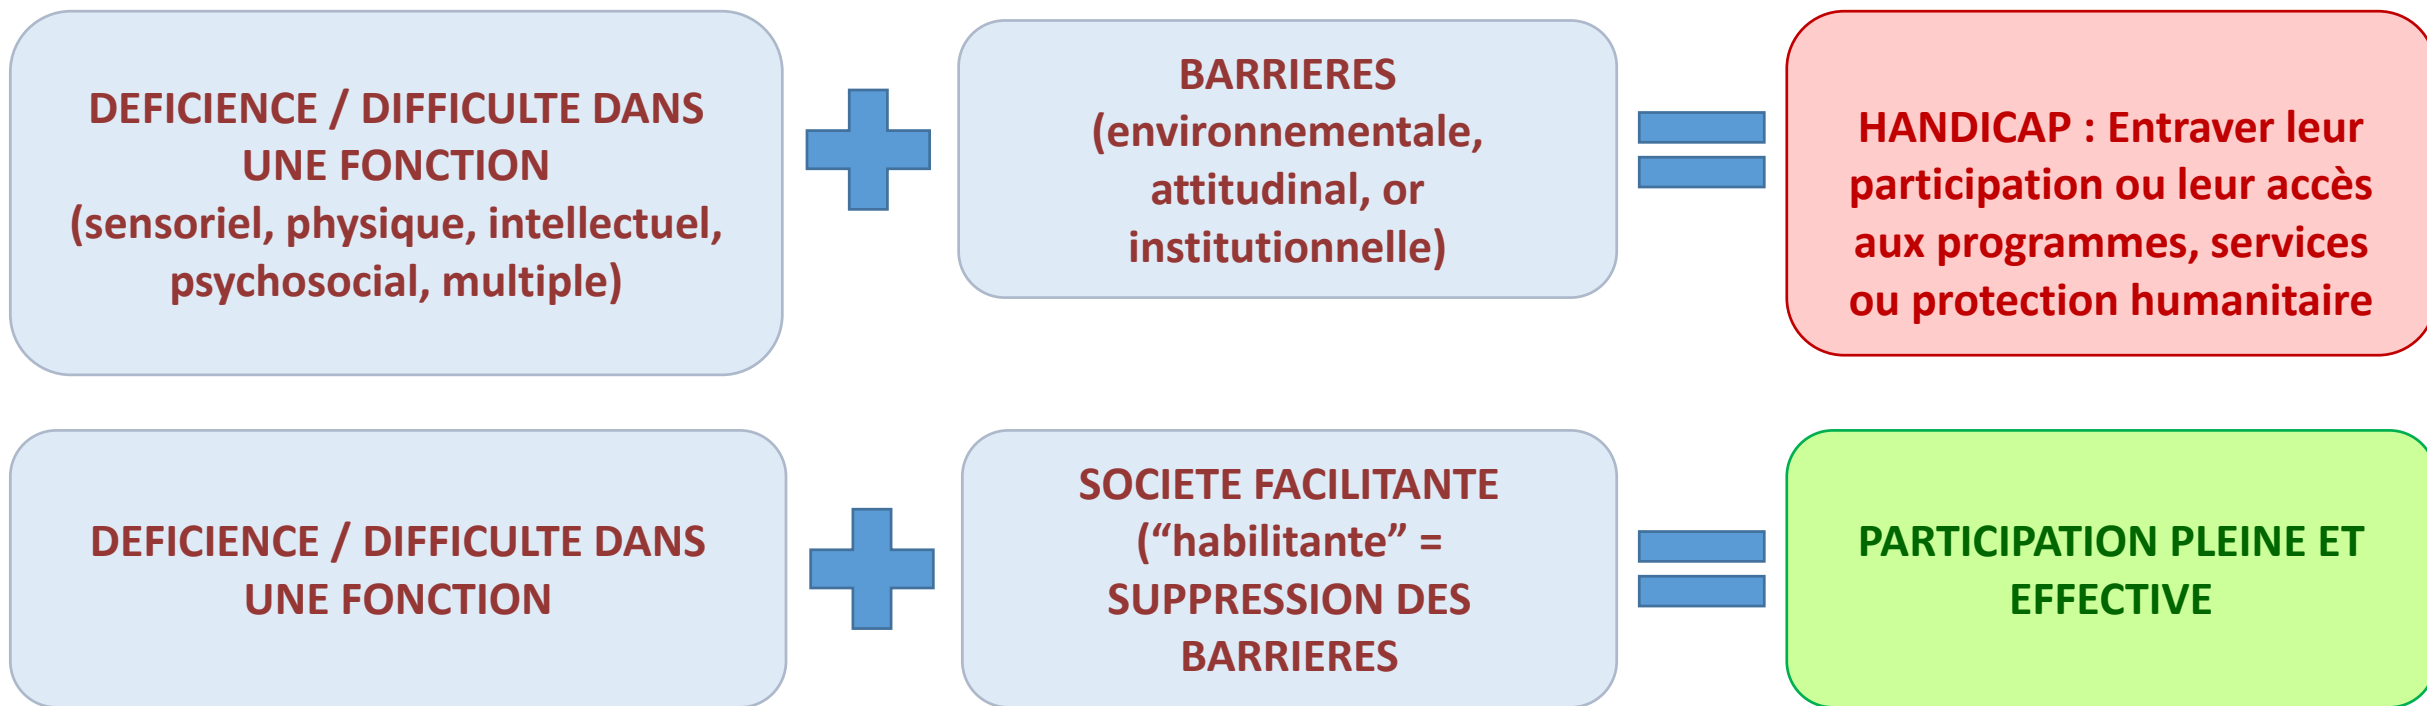 DEFICIENCE / DIFFICULTE DANS
UNE FONCTION
(sensoriel, physique, intellectuel,
psychosocial, multiple)
BARRIERES
(environnementale,
attitudinal, or
institutionnelle)
HANDICAP : Entraver leur
participation ou leur accès
aux programmes, services
ou protection humanitaire
DEFICIENCE / DIFFICULTE DANS
UNE FONCTION
SOCIETE FACILITANTE
(“habilitante” =
SUPPRESSION DES
BARRIERES
PARTICIPATION PLEINE ET
EFFECTIVE